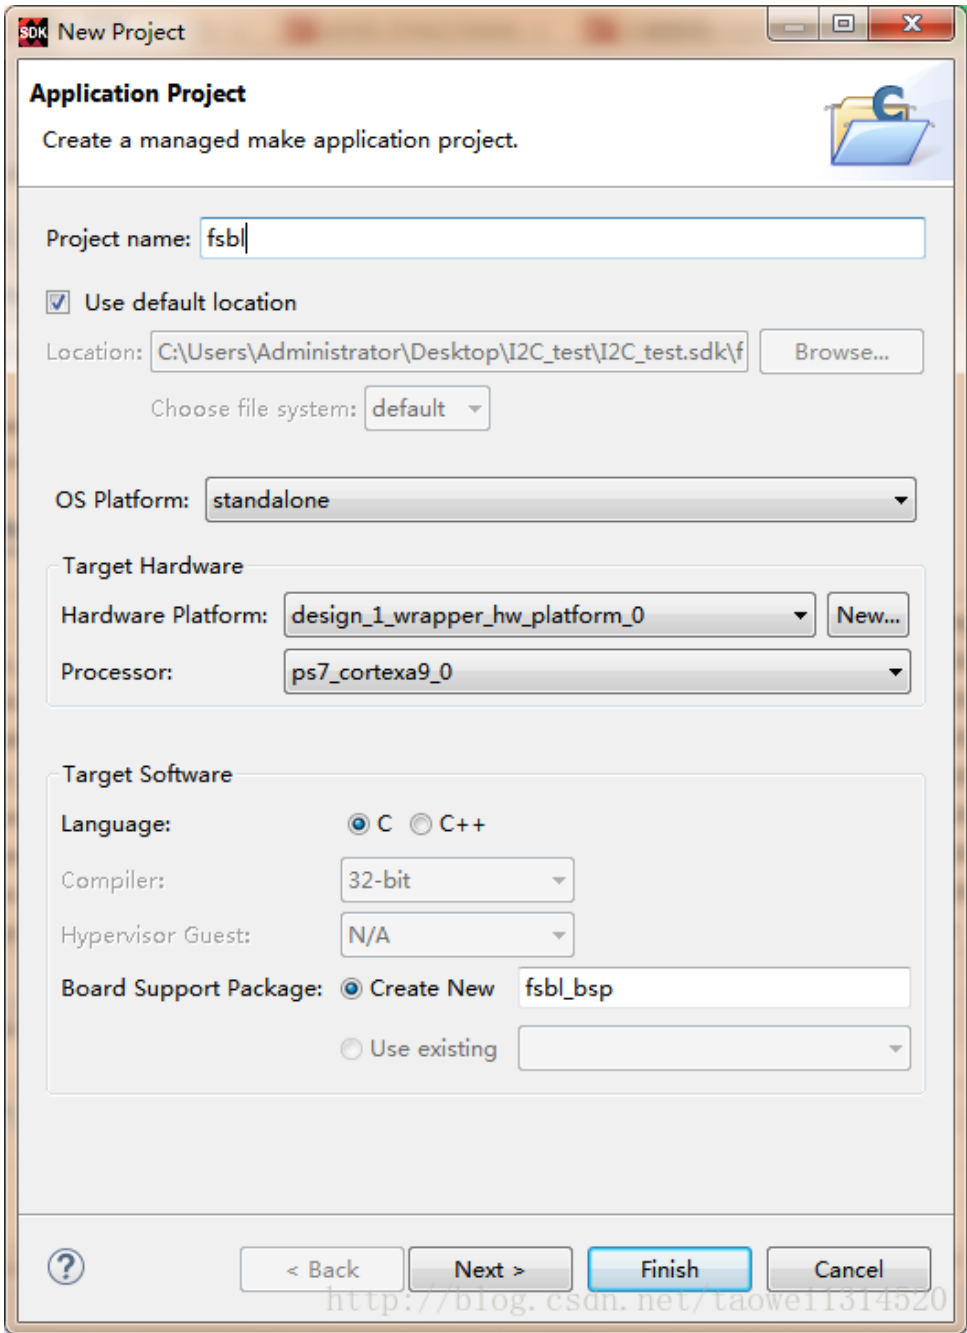 SDK New Project
Application Project
Create a managed make application project.
C
Project name: fsbl
Use default location
Location: C:\Users\Administrator\Desktop\I2C_test\I2C_test.sdk\f Browse...
Choose file system: default
OS Platform: standalone
Target Hardware
Hardware Platform: design_1_wrapper_hw_platform_0 New...
Processor: ps7_cortexa9_0
Target Software
Language: C C++
Compiler: 32-bit
Hypervisor Guest: N/A
Board Support Package: Create New fsbl_bsp
Use existing
? < Back Next > Finish Cancel
http://blog.csdn.net/taowei1314520